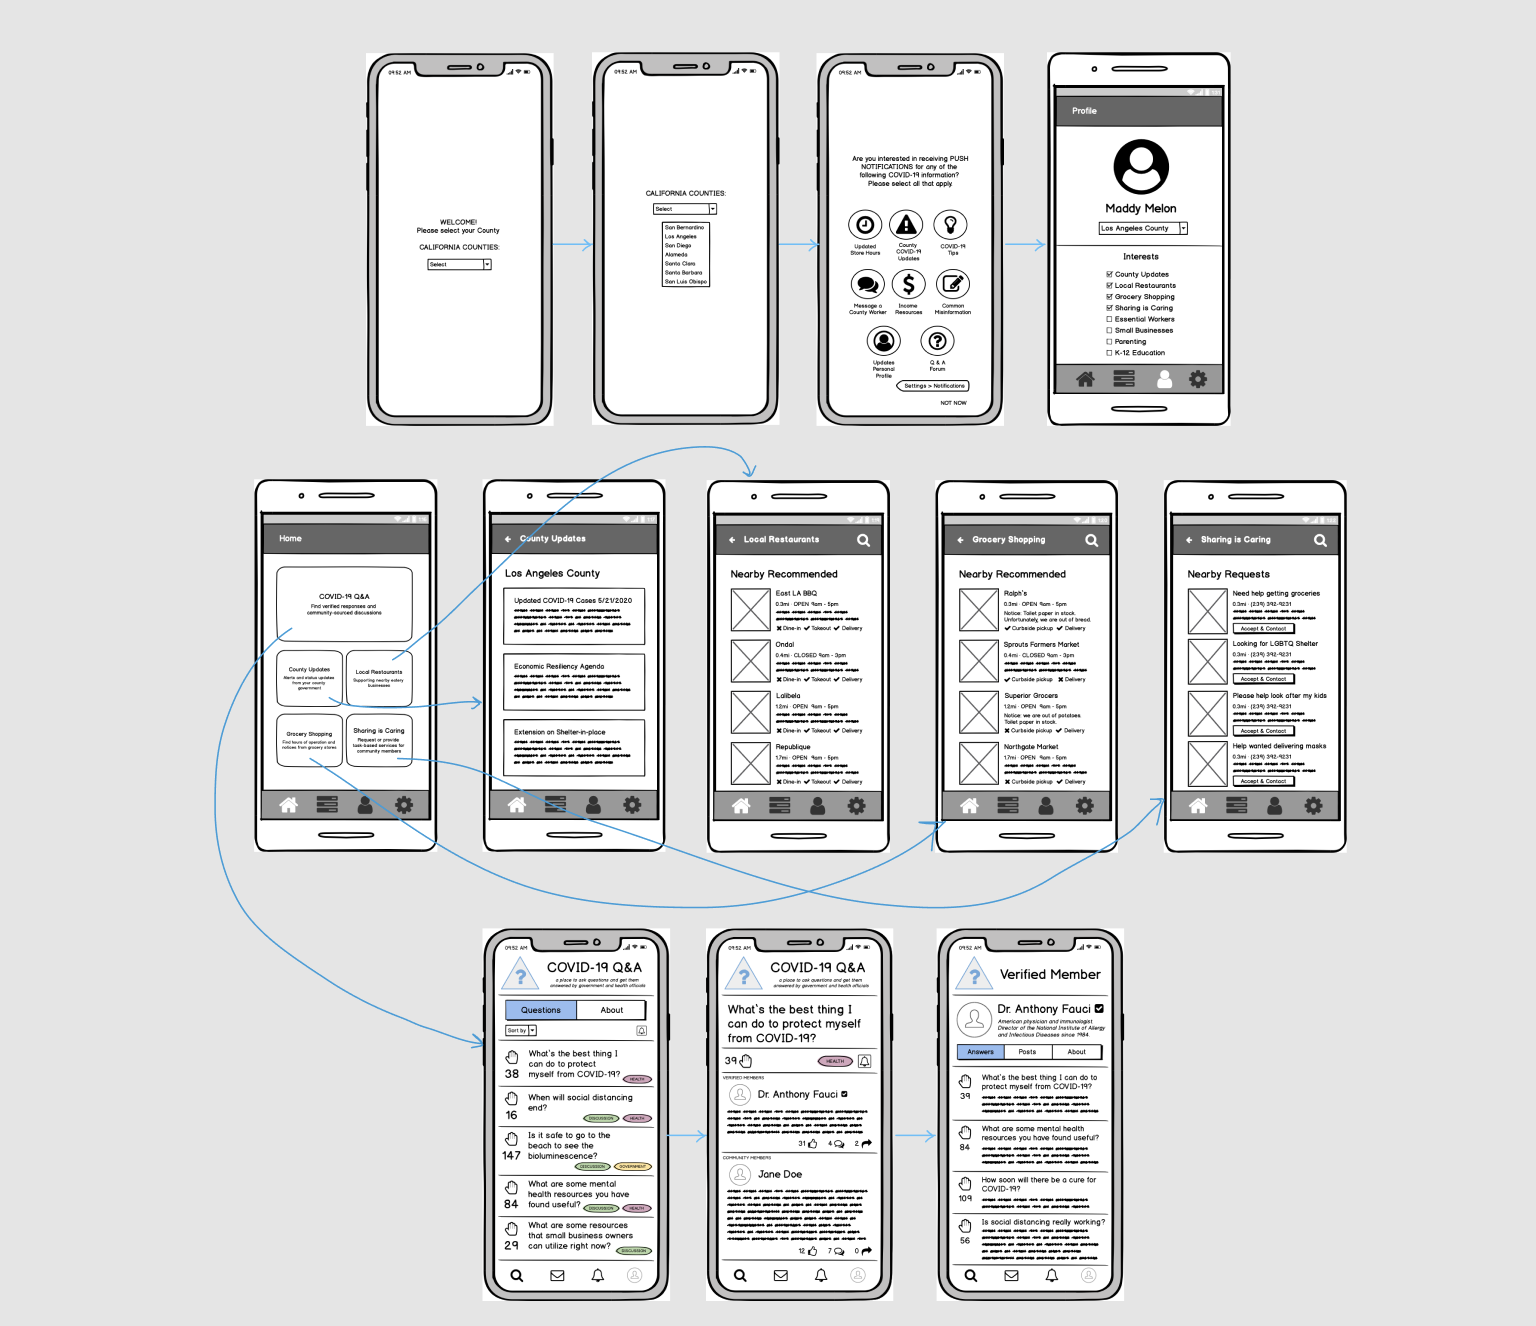 09:52 AM
WELCOME!
Please select your County
CALIFORNIA COUNTIES:
Select
09:52 AM
CALIFORNIA COUNTIES:
Select
San Bernardino
Los Angeles
San Diego
Alameda
Santa Clara
Santa Barbara
San Luis Obispo
09:52 AM
Are you interested in receiving PUSH
NOTIFICATIONS for any of the
following COVID-19 information?
Please select all that apply.
Updated
Store Hours
County
COVID-19
Updates
COVID-19
Tips
Message a
County Worker
Income
Resources
Common
Misinformation
Updates
Personal
Profile
Q & A
Forum
Settings > Notifications
NOT NOW
Profile
Maddy Melon
Los Angeles County
Interests
County Updates
Local Restaurants
Grocery Shopping
Sharing is Caring
Essential Workers
Small Businesses
Parenting
K-12 Education
Home
COVID-19 Q&A
Find verified responses and
community-sourced discussions
County Updates
Alerts and status updates
from your county
government
Local Restaurants
Supporting nearby eatery
businesses
Grocery Shopping
Find hours of operation and
notices from grocery stores
Sharing is Caring
Request or provide
task-based services for
community members
County Updates
Los Angeles County
Updated COVID-19 Cases 5/21/2020
Economic Resiliency Agenda
Extension on Shelter-in-place
Local Restaurants
Nearby Recommended
East LA BBQ
0.3mi · OPEN 9am - 5pm
Dine-in Takeout Delivery
Ondal
0.4mi · CLOSED 9am - 3pm
Dine-in Takeout Delivery
Lalibela
1.2mi · OPEN 9am - 5pm
Dine-in Takeout Delivery
Republique
1.7mi · OPEN 9am - 5pm
Dine-in Takeout Delivery
Grocery Shopping
Nearby Recommended
Ralph's
0.3mi · OPEN 9am - 5pm
Notice: Toilet paper in stock.
Unfortunately, we are out of bread.
Curbside pickup Delivery
Sprouts Farmers Market
0.4mi · CLOSED 9am - 3pm
Curbside pickup Delivery
Superior Grocers
1.2mi · OPEN 9am - 5pm
Notice: we are out of potatoes.
Toilet paper in stock.
Curbside pickup Delivery
Northgate Market
1.7mi · OPEN 9am - 5pm
Curbside pickup Delivery
Sharing is Caring
Nearby Requests
Need help getting groceries
0.3mi · (239) 392-9231
Accept & Contact
Looking for LGBTQ Shelter
0.3mi · (239) 392-9231
Accept & Contact
Please help look after my kids
0.3mi · (239) 392-9231
Accept & Contact
Help wanted delivering masks
0.3mi · (239) 392-9231
Accept & Contact
09:52 AM
?
COVID-19 Q&A
a place to ask questions and get them
answered by government and health officials
Questions
About
Sort by
What's the best thing I
can do to protect
myself from COVID-19?
38
HEALTH
When will social distancing
end?
16
DISCUSSION
HEALTH
Is it safe to go to the
beach to see the
bioluminescence?
147
DISCUSSION
GOVERNMENT
What are some mental
health resources you have
found useful?
84
DISCUSSION
HEALTH
What are some resources
that small business owners
can utilize right now?
29
DISCUSSION
09:52 AM
?
COVID-19 Q&A
a place to ask questions and get them
answered by government and health officials
What's the best thing I
can do to protect myself
from COVID-19?
39
HEALTH
VERIFIED MEMBERS
Dr. Anthony Fauci
31 4 2
COMMUNITY MEMBERS
Jane Doe
12 7 0
09:52 AM
?
Verified Member
Dr. Anthony Fauci
American physician and immunologist.
Director of the National Institute of Allergy
and Infectious Diseases since 1984.
Answers
Posts
About
What's the best thing I can do to
protect myself from COVID-19?
39
What are some mental health
resources you have found useful?
84
How soon will there be a cure for
COVID-19?
109
Is social distancing really working?
56